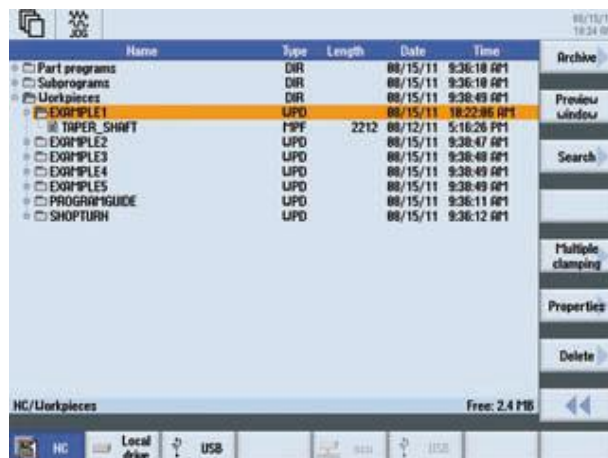 JOG
08/15/11
10:24 AM
Name Type Length Date Time
Part programs DIR 08/15/11 9:36:10 AM
Subprograms DIR 08/15/11 9:36:10 AM
Workpieces DIR 08/15/11 9:38:49 AM
EXAMPLE1 WPD 08/15/11 10:22:06 AM
TAPER_SHAFT MPF 2212 08/12/11 5:16:26 PM
EXAMPLE2 WPD 08/15/11 9:38:47 AM
EXAMPLE3 WPD 08/15/11 9:38:48 AM
EXAMPLE4 WPD 08/15/11 9:38:49 AM
EXAMPLE5 WPD 08/15/11 9:38:49 AM
PROGRAMGUIDE WPD 08/15/11 9:36:11 AM
SHOPTURN WPD 08/15/11 9:36:12 AM
NC/Workpieces Free: 2.4 MB
Archive
Preview
window
Search
Multiple
clamping
Properties
Delete
NC
Local
drive
USB
USB